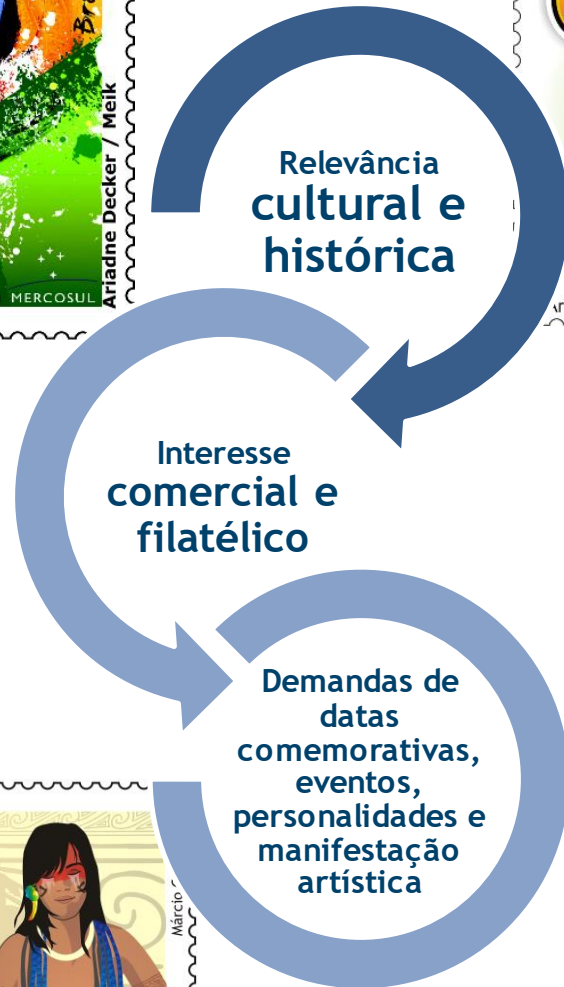 Bra
Ariadne Decker / Meik
MERCOSUL
Relevância
cultural e
histórica
Interesse
comercial e
filatélico
Demandas de
datas
comemorativas,
eventos,
personalidades e
manifestação
artística
Márcio